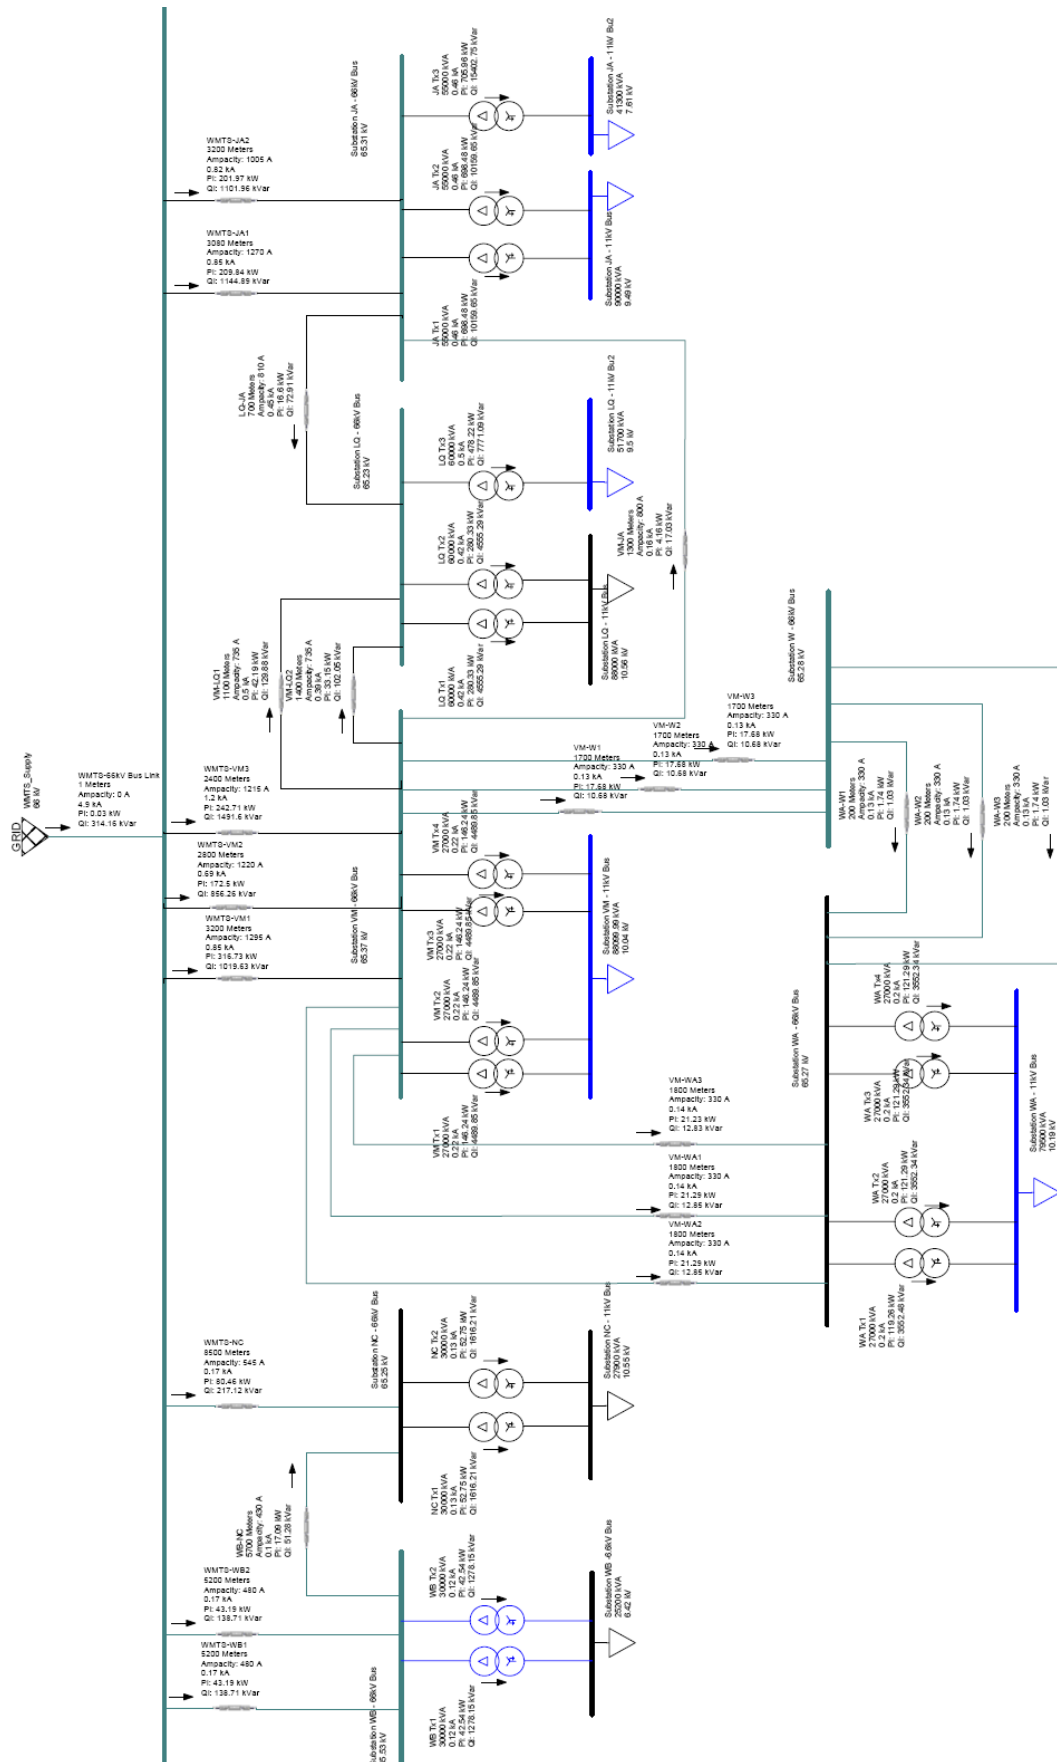 GRID
WMTS_Supply
66 kV
WMTS-66kV Bus Link
1 Meters
Ampacity: 0 A
4.9 kA
Pl: 0.03 kW
Ql: 314.15 kVar
WMTS-JA2
3200 Meters
Ampacity: 1005 A
0.82 kA
Pl: 201.97 kW
Ql: 1101.96 kVar
WMTS-JA1
3080 Meters
Ampacity: 1270 A
0.85 kA
Pl: 209.84 kW
Ql: 1144.89 kVar
WMTS-VM3
2400 Meters
Ampacity: 1215 A
1.2 kA
Pl: 242.71 kW
Ql: 1491.6 kVar
WMTS-VM2
2800 Meters
Ampacity: 1220 A
0.69 kA
Pl: 172.5 kW
Ql: 856.26 kVar
WMTS-VM1
3200 Meters
Ampacity: 1295 A
0.85 kA
Pl: 316.73 kW
Ql: 1019.63 kVar
WMTS-NC
8500 Meters
Ampacity: 545 A
0.17 kA
Pl: 80.46 kW
Ql: 217.12 kVar
WMTS-WB2
5200 Meters
Ampacity: 480 A
0.17 kA
Pl: 43.19 kW
Ql: 138.71 kVar
WMTS-WB1
5200 Meters
Ampacity: 480 A
0.17 kA
Pl: 43.19 kW
Ql: 138.71 kVar
Substation JA - 66kV Bus
65.31 kV
JA Tx3
55000 kVA
0.46 kA
Pl: 705.96 kW
Ql: 15402.75 kVar
Substation JA - 11kV Bu2
41300 kVA
7.61 kV
JA Tx2
55000 kVA
0.46 kA
Pl: 698.48 kW
Ql: 10159.65 kVar
JA Tx1
55000 kVA
0.46 kA
Pl: 698.48 kW
Ql: 10159.65 kVar
Substation JA - 11kV Bus
90000 kVA
9.49 kV
LQ-JA
700 Meters
Ampacity: 810 A
0.45 kA
Pl: 16.6 kW
Ql: 72.91 kVar
Substation LQ - 66kV Bus
65.23 kV
LQ Tx3
60000 kVA
0.5 kA
Pl: 478.22 kW
Ql: 7771.09 kVar
Substation LQ - 11kV Bu2
51700 kVA
9.5 kV
LQ Tx2
60000 kVA
0.42 kA
Pl: 280.33 kW
Ql: 4555.29 kVar
LQ Tx1
60000 kVA
0.42 kA
Pl: 280.33 kW
Ql: 4555.29 kVar
Substation LQ - 11kV Bus
88000 kVA
10.56 kV
VM-JA
1300 Meters
Ampacity: 800 A
0.16 kA
Pl: 4.16 kW
Ql: 17.03 kVar
VM-LQ1
1100 Meters
Ampacity: 735 A
0.5 kA
Pl: 42.19 kW
Ql: 129.88 kVar
VM-LQ2
1400 Meters
Ampacity: 735 A
0.39 kA
Pl: 33.15 kW
Ql: 102.05 kVar
VM-W3
1700 Meters
Ampacity: 330 A
0.13 kA
Pl: 17.68 kW
Ql: 10.68 kVar
VM-W2
1700 Meters
Ampacity: 330 A
0.13 kA
Pl: 17.68 kW
Ql: 10.68 kVar
VM-W1
1700 Meters
Ampacity: 330 A
0.13 kA
Pl: 17.68 kW
Ql: 10.68 kVar
Substation W - 66kV Bus
65.28 kV
WA-W1
200 Meters
Ampacity: 330 A
0.13 kA
Pl: 1.74 kW
Ql: 1.03 kVar
WA-W2
200 Meters
Ampacity: 330 A
0.13 kA
Pl: 1.74 kW
Ql: 1.03 kVar
WA-W3
200 Meters
Ampacity: 330 A
0.13 kA
Pl: 1.74 kW
Ql: 1.03 kVar
Substation VM - 66kV Bus
65.37 kV
VM Tx4
27000 kVA
0.22 kA
Pl: 146.24 kW
Ql: 4489.85 kVar
VM Tx3
27000 kVA
0.22 kA
Pl: 146.24 kW
Ql: 4489.85 kVar
VM Tx2
27000 kVA
0.22 kA
Pl: 146.24 kW
Ql: 4489.85 kVar
VM Tx1
27000 kVA
0.22 kA
Pl: 146.24 kW
Ql: 4489.85 kVar
Substation VM - 11kV Bus
88099.99 kVA
10.04 kV
VM-WA3
1800 Meters
Ampacity: 330 A
0.14 kA
Pl: 21.23 kW
Ql: 12.83 kVar
VM-WA1
1800 Meters
Ampacity: 330 A
0.14 kA
Pl: 21.29 kW
Ql: 12.85 kVar
VM-WA2
1800 Meters
Ampacity: 330 A
0.14 kA
Pl: 21.29 kW
Ql: 12.85 kVar
Substation WA - 66kV Bus
65.27 kV
WA Tx4
27000 kVA
0.2 kA
Pl: 121.29 kW
Ql: 3552.34 kVar
WA Tx3
27000 kVA
0.2 kA
Pl: 121.29 kW
Ql: 3552.34 kVar
WA Tx2
27000 kVA
0.2 kA
Pl: 121.29 kW
Ql: 3552.34 kVar
WA Tx1
27000 kVA
0.2 kA
Pl: 119.26 kW
Ql: 3552.48 kVar
Substation WA - 11kV Bus
79500 kVA
10.19 kV
Substation NC - 66kV Bus
65.25 kV
NC Tx2
30000 kVA
0.13 kA
Pl: 52.75 kW
Ql: 1616.21 kVar
NC Tx1
30000 kVA
0.13 kA
Pl: 52.75 kW
Ql: 1616.21 kVar
Substation NC - 11kV Bus
27900 kVA
10.55 kV
WB-NC
5700 Meters
Ampacity: 430 A
0.1 kA
Pl: 17.09 kW
Ql: 51.28 kVar
WB Tx2
30000 kVA
0.12 kA
Pl: 42.54 kW
Ql: 1278.15 kVar
WB Tx1
30000 kVA
0.12 kA
Pl: 42.54 kW
Ql: 1278.15 kVar
Substation WB -6.6kV Bus
25200 kVA
6.42 kV
Substation WB - 66kV Bus
65.53 kV